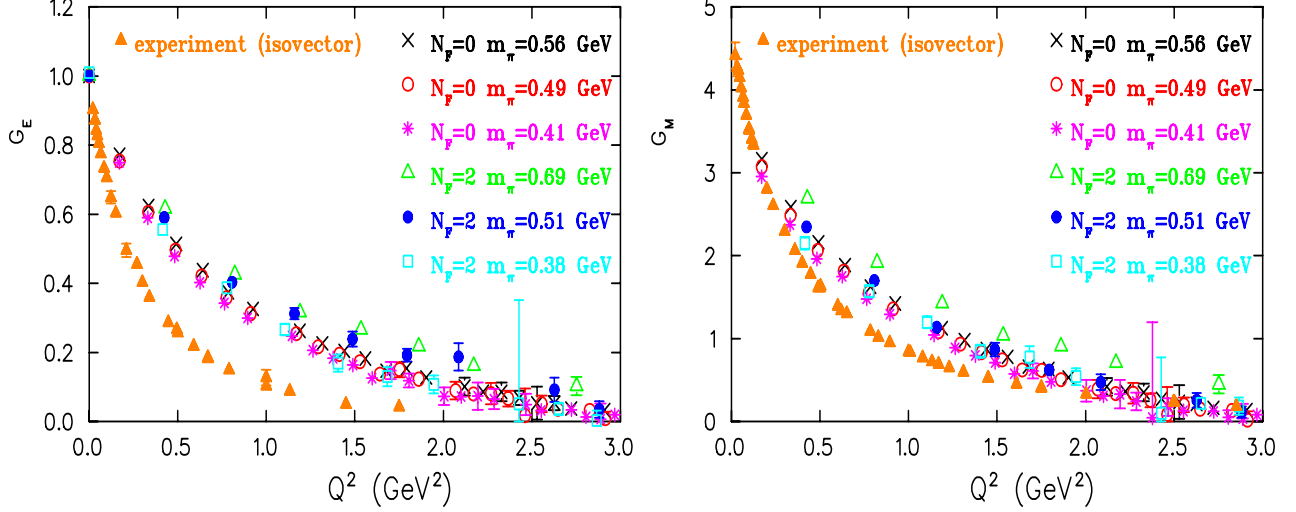 1.2
experiment (isovector)
N_F=0 m_π=0.56 GeV
N_F=0 m_π=0.49 GeV
N_F=0 m_π=0.41 GeV
N_F=2 m_π=0.69 GeV
N_F=2 m_π=0.51 GeV
N_F=2 m_π=0.38 GeV
1.0
0.8
0.6
0.4
0.2
0.0
G_E
0.0 0.5 1.0 1.5 2.0 2.5 3.0
Q² (GeV²)
5
experiment (isovector)
N_F=0 m_π=0.56 GeV
N_F=0 m_π=0.49 GeV
N_F=0 m_π=0.41 GeV
N_F=2 m_π=0.69 GeV
N_F=2 m_π=0.51 GeV
N_F=2 m_π=0.38 GeV
4
3
2
1
0
G_M
0.0 0.5 1.0 1.5 2.0 2.5 3.0
Q² (GeV²)